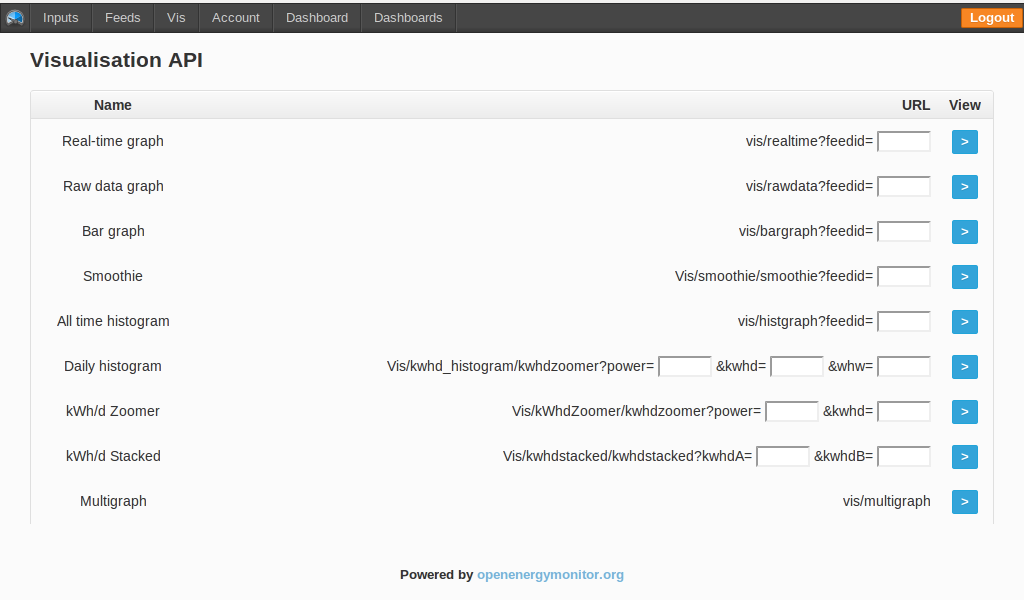 Inputs Feeds Vis Account Dashboard Dashboards Logout
Visualisation API
Name URL View
Real-time graph vis/realtime?feedid= >
Raw data graph vis/rawdata?feedid= >
Bar graph vis/bargraph?feedid= >
Smoothie Vis/smoothie/smoothie?feedid= >
All time histogram vis/histgraph?feedid= >
Daily histogram Vis/kwhd_histogram/kwhdzoomer?power= &kwhd= &whw= >
kWh/d Zoomer Vis/kWhdZoomer/kwhdzoomer?power= &kwhd= >
kWh/d Stacked Vis/kwhdstacked/kwhdstacked?kwhdA= &kwhdB= >
Multigraph vis/multigraph >
Powered by openenergymonitor.org